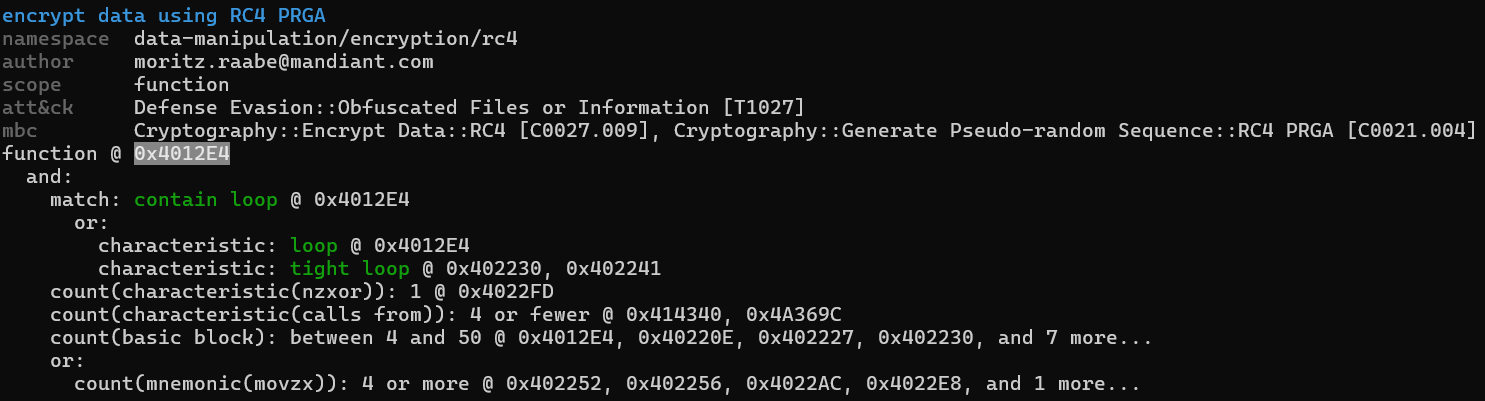 encrypt data using RC4 PRGA
namespace  data-manipulation/encryption/rc4
author     moritz.raabe@mandiant.com
scope      function
att&ck     Defense Evasion::Obfuscated Files or Information [T1027]
mbc        Cryptography::Encrypt Data::RC4 [C0027.009], Cryptography::Generate Pseudo-random Sequence::RC4 PRGA [C0021.004]
function @ 0x4012E4
  and:
    match: contain loop @ 0x4012E4
      or:
        characteristic: loop @ 0x4012E4
        characteristic: tight loop @ 0x402230, 0x402241
    count(characteristic(nzxor)): 1 @ 0x4022FD
    count(characteristic(calls from)): 4 or fewer @ 0x414340, 0x4A369C
    count(basic block): between 4 and 50 @ 0x4012E4, 0x40220E, 0x402227, 0x402230, and 7 more...
    or:
      count(mnemonic(movzx)): 4 or more @ 0x402252, 0x402256, 0x4022AC, 0x4022E8, and 1 more...